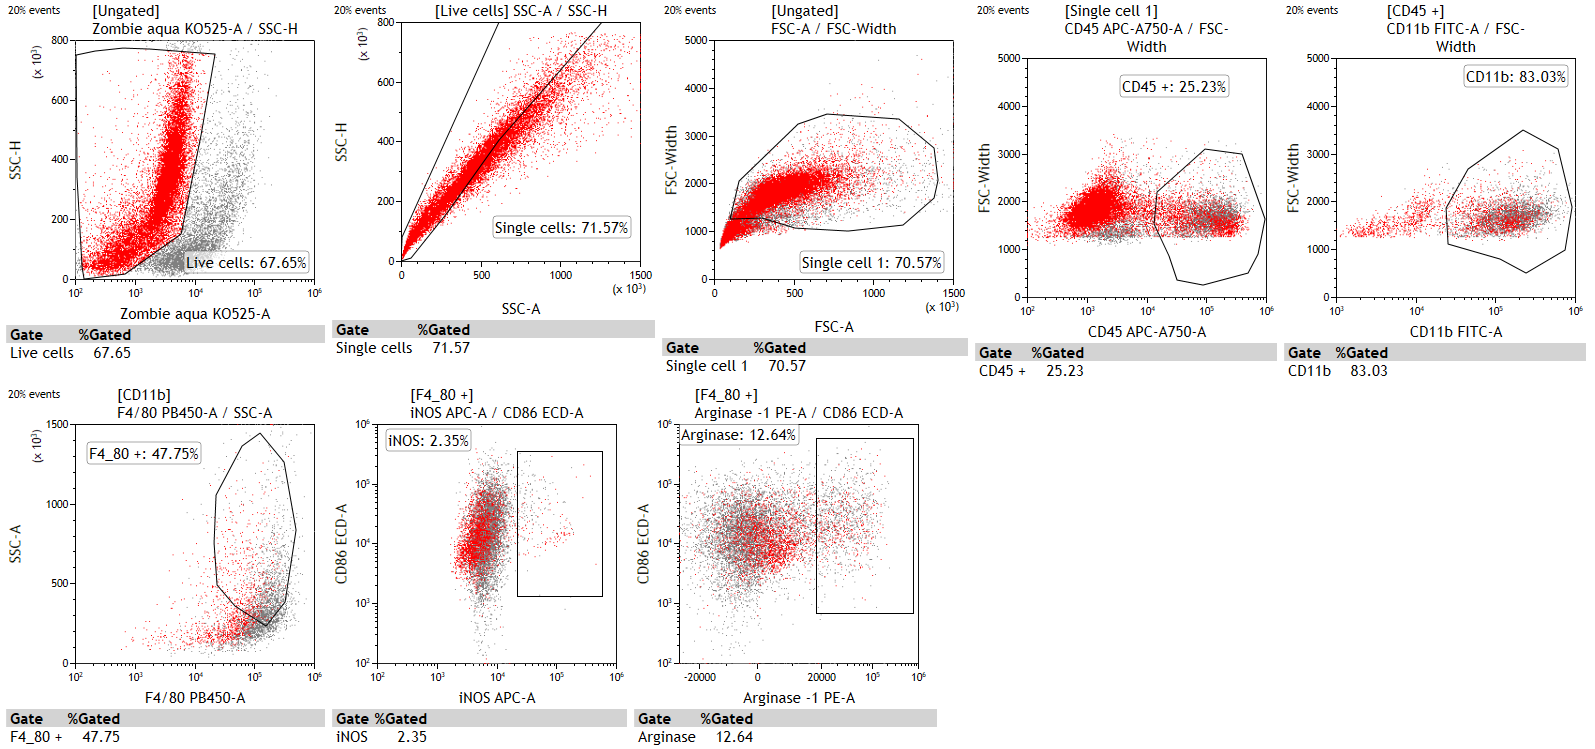 20% events
[Ungated]
Zombie aqua KO525-A / SSC-H
(x 10³)
800
600
400
200
0
SSC-H
Live cells: 67.65%
10² 10³ 10⁴ 10⁵ 10⁶
Zombie aqua KO525-A
Gate %Gated
Live cells 67.65
20% events
[Live cells] SSC-A / SSC-H
(x 10³)
800
600
400
200
0
SSC-H
Single cells: 71.57%
0 500 1000 1500
(x 10³)
SSC-A
Gate %Gated
Single cells 71.57
20% events
[Ungated]
FSC-A / FSC-Width
5000
4000
3000
2000
1000
0
FSC-Width
Single cell 1: 70.57%
0 500 1000 1500
(x 10³)
FSC-A
Gate %Gated
Single cell 1 70.57
20% events
[Single cell 1]
CD45 APC-A750-A / FSC-
Width
5000
4000
3000
2000
1000
0
FSC-Width
CD45 +: 25.23%
10² 10³ 10⁴ 10⁵ 10⁶
CD45 APC-A750-A
Gate %Gated
CD45 + 25.23
20% events
[CD45 +]
CD11b FITC-A / FSC-
Width
5000
4000
3000
2000
1000
0
FSC-Width
CD11b: 83.03%
10³ 10⁴ 10⁵ 10⁶
CD11b FITC-A
Gate %Gated
CD11b 83.03
20% events
[CD11b]
F4/80 PB450-A / SSC-A
(x 10³)
1500
1000
500
0
SSC-A
F4_80 +: 47.75%
10² 10³ 10⁴ 10⁵ 10⁶
F4/80 PB450-A
Gate %Gated
F4_80 + 47.75
[F4_80 +]
iNOS APC-A / CD86 ECD-A
10⁶
10⁵
10⁴
10³
10²
CD86 ECD-A
iNOS: 2.35%
10² 10³ 10⁴ 10⁵ 10⁶
iNOS APC-A
Gate %Gated
iNOS 2.35
[F4_80 +]
Arginase -1 PE-A / CD86 ECD-A
10⁶
10⁵
10⁴
10³
10²
CD86 ECD-A
Arginase: 12.64%
-20000 0 20000 10⁵ 10⁶
Arginase -1 PE-A
Gate %Gated
Arginase 12.64